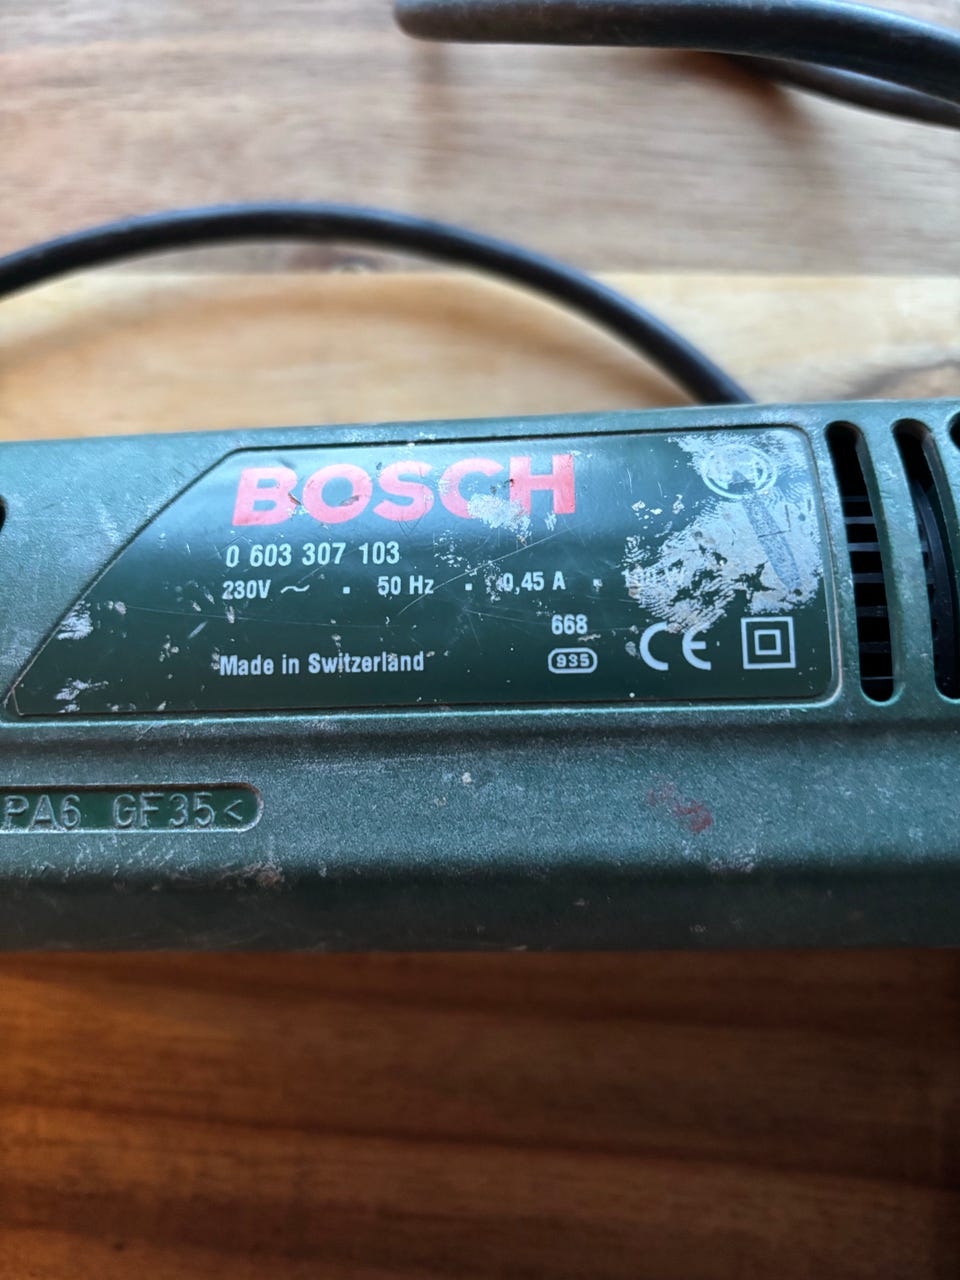 BOSCH
0 603 307 103
230V ～ ▪ 50 Hz ▪ 0,45 A ▪
668
935
CE
Made in Switzerland
PA6 GF35<